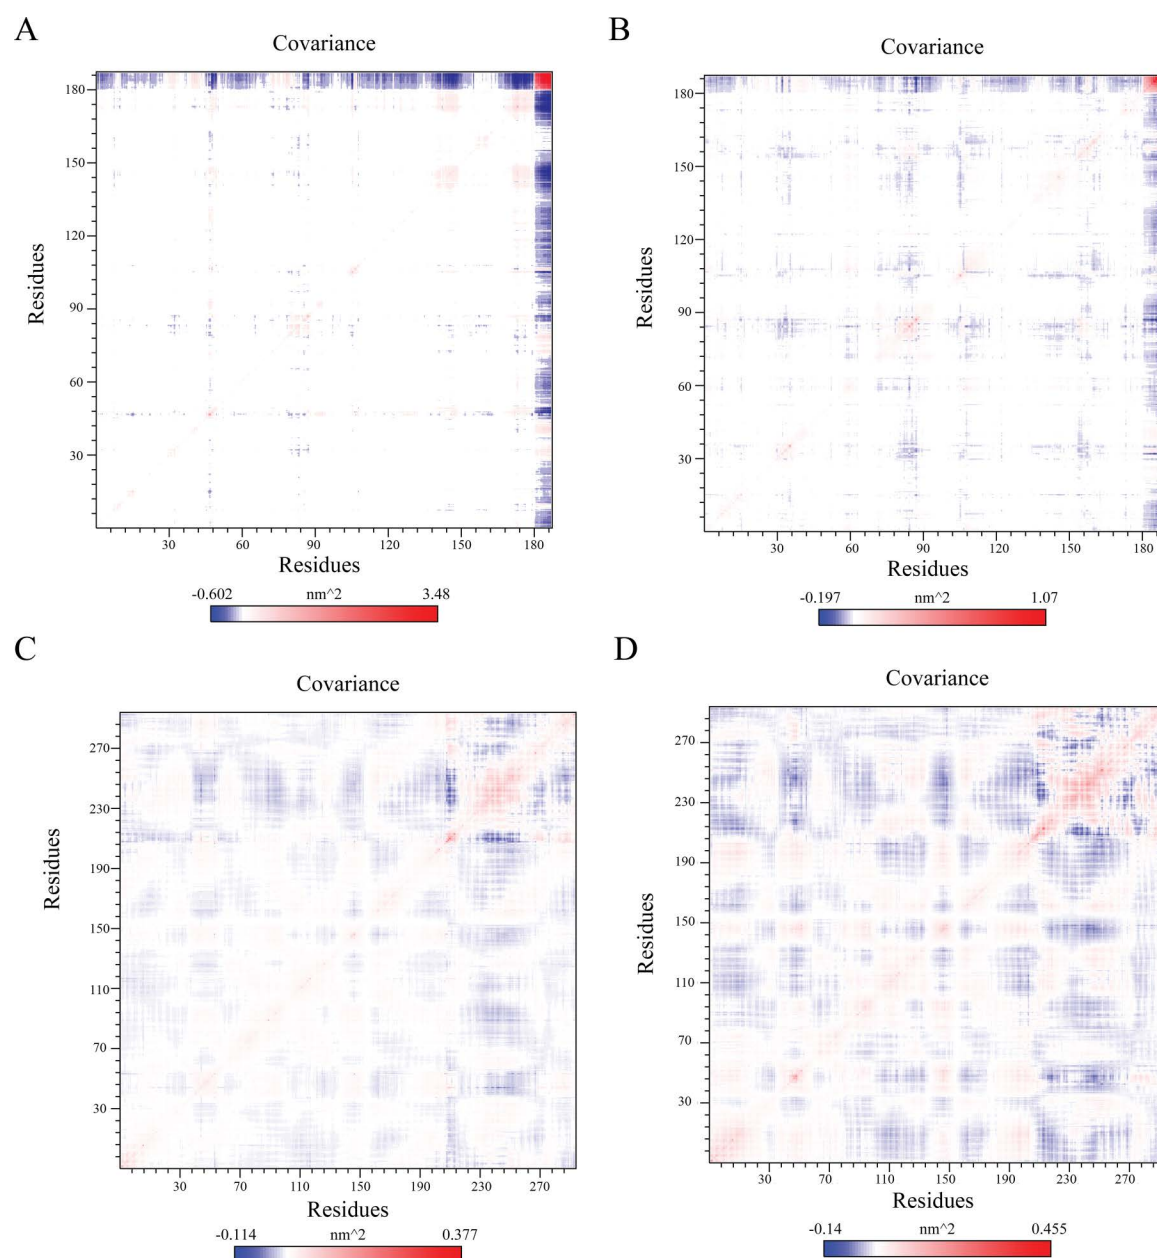 A
Covariance
Residues
180
150
120
90
60
30
30 60 90 120 150 180
Residues
-0.602 nm^2 3.48
B
Covariance
Residues
180
150
120
90
60
30
30 60 90 120 150 180
Residues
-0.197 nm^2 1.07
C
Covariance
Residues
270
230
190
150
110
70
30
30 70 110 150 190 230 270
Residues
-0.114 nm^2 0.377
D
Covariance
Residues
270
230
190
150
110
70
30
30 70 110 150 190 230 270
Residues
-0.14 nm^2 0.455